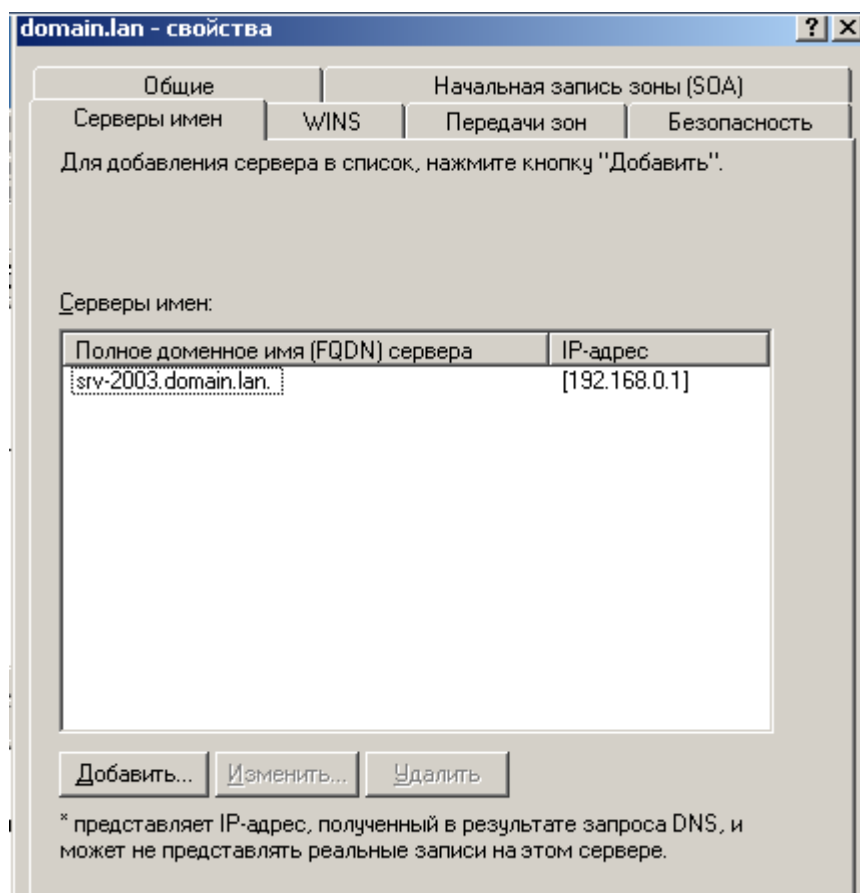 domain.lan - свойства
Общие
Начальная запись зоны (SOA)
Серверы имен
WINS
Передачи зон
Безопасность
Для добавления сервера в список, нажмите кнопку "Добавить".
Серверы имен:
Полное доменное имя (FQDN) сервера
IP-адрес
srv-2003.domain.lan.
[192.168.0.1]
Добавить...
Изменить...
Удалить
* представляет IP-адрес, полученный в результате запроса DNS, и
может не представлять реальные записи на этом сервере.